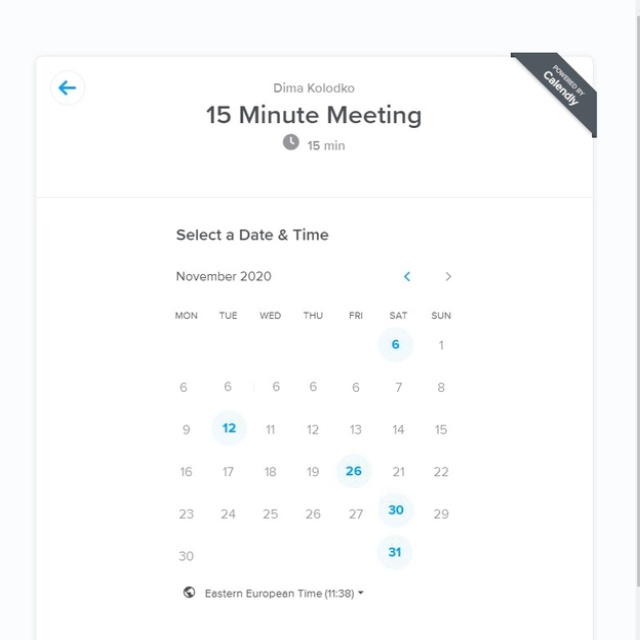 POWERED BY
Calendly
Dima Kolodko
15 Minute Meeting
15 min
Select a Date & Time
November 2020
MON TUE WED THU FRI SAT SUN
6 1
6 6 6 6 6 7 8
9 12 11 12 13 14 15
16 17 18 19 26 21 22
23 24 25 26 27 30 29
30 31
Eastern European Time (11:38)